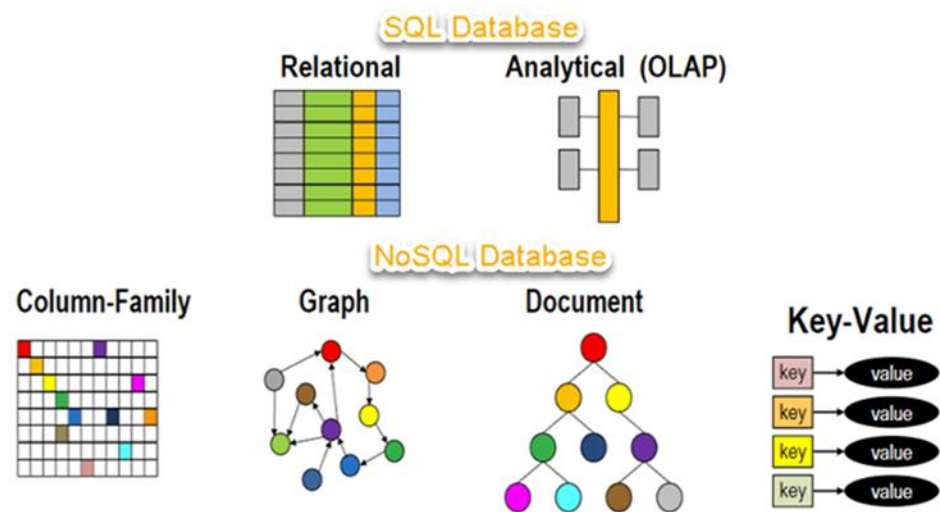 SQL Database
Relational
Analytical (OLAP)
NoSQL Database
Column-Family
Graph
Document
Key-Value
key
value
key
value
key
value
key
value